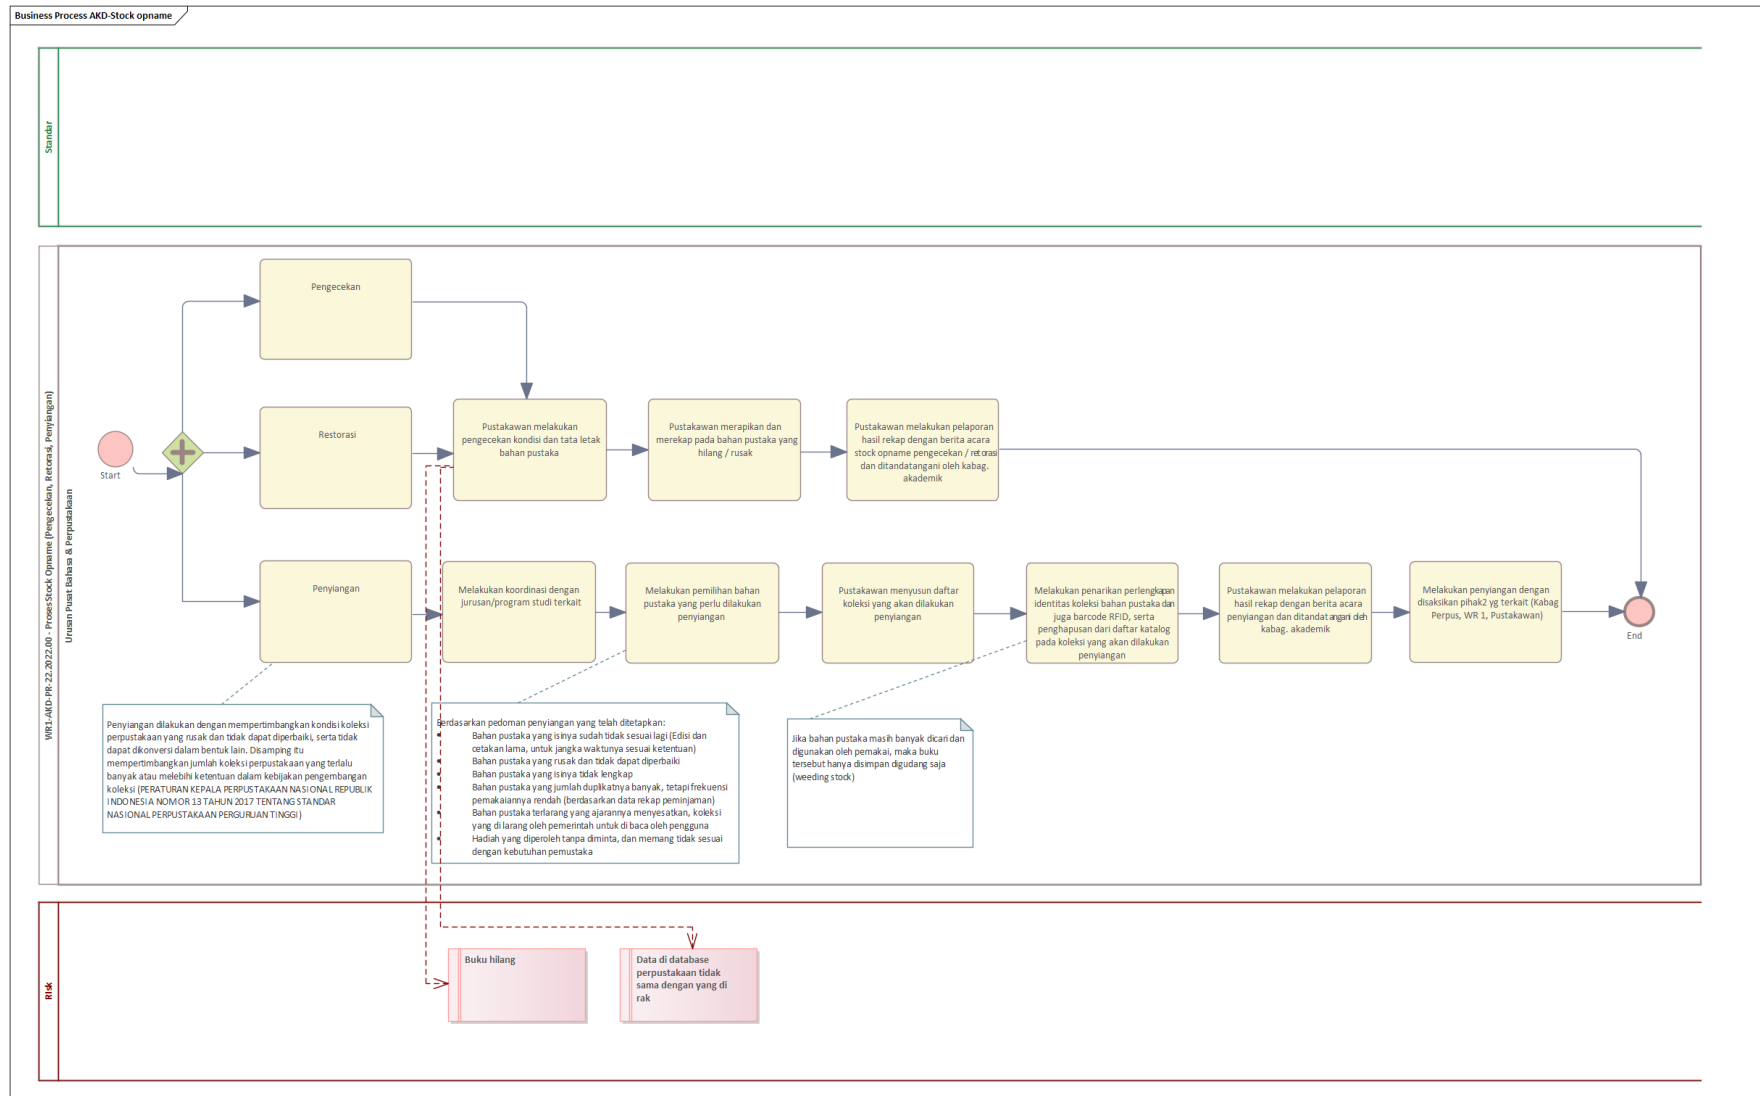 Business Process AKD-Stock opname
Standar
WR1-AKD-PR-22.2022.00 - Proses Stock Opname (Pengecekan, Retorasi, Penyiangan)
Urusan Pusat Bahasa & Perpustakaan
Start
Pengecekan
Restorasi
Penyiangan
Pustakawan melakukan
pengecekan kondisi dan tata letak
bahan pustaka
Pustakawan merapikan dan
merekap pada bahan pustaka yang
hilang / rusak
Pustakawan melakukan pelaporan
hasil rekap dengan berita acara
stock opname pengecekan / retorasi
dan ditandatangani oleh kabag.
akademik
Melakukan koordinasi dengan
jurusan/program studi terkait
Melakukan pemilihan bahan
pustaka yang perlu dilakukan
penyiangan
Pustakawan menyusun daftar
koleksi yang akan dilakukan
penyiangan
Melakukan penarikan perlengkapan
identitas koleksi bahan pustaka dan
juga barcode RFID, serta
penghapusan dari daftar katalog
pada koleksi yang akan dilakukan
penyiangan
Pustakawan melakukan pelaporan
hasil rekap dengan berita acara
penyiangan dan ditandatangani oleh
kabag. akademik
Melakukan penyiangan dengan
disaksikan pihak2 yg terkait (Kabag
Perpus, WR 1, Pustakawan)
End
Penyiangan dilakukan dengan mempertimbangkan kondisi koleksi
perpustakaan yang rusak dan tidak dapat diperbaiki, serta tidak
dapat dikonversi dalam bentuk lain. Disamping itu
mempertimbangkan jumlah koleksi perpustakaan yang terlalu
banyak atau melebihi ketentuan dalam kebijakan pengembangan
koleksi (PERATURAN KEPALA PERPUSTAKAAN NASIONAL REPUBLIK
INDONESIA NOMOR 13 TAHUN 2017 TENTANG STANDAR
NASIONAL PERPUSTAKAAN PERGURUAN TINGGI)
Berdasarkan pedoman penyiangan yang telah ditetapkan:
• Bahan pustaka yang isinya sudah tidak sesuai lagi (Edisi dan
cetakan lama, untuk jangka waktunya sesuai ketentuan)
• Bahan pustaka yang rusak dan tidak dapat diperbaiki
• Bahan pustaka yang isinya tidak lengkap
• Bahan pustaka yang jumlah duplikatnya banyak, tetapi frekuensi
pemakaiannya rendah (berdasarkan data rekap peminjaman)
• Bahan pustaka terlarang yang ajarannya menyesatkan, koleksi
yang di larang oleh pemerintah untuk di baca oleh pengguna
• Hadiah yang diperoleh tanpa diminta, dan memang tidak sesuai
dengan kebutuhan pemustaka
Jika bahan pustaka masih banyak dicari dan
digunakan oleh pemakai, maka buku
tersebut hanya disimpan digudang saja
(weeding stock)
RIsk
Buku hilang
Data di database
perpustakaan tidak
sama dengan yang di
rak